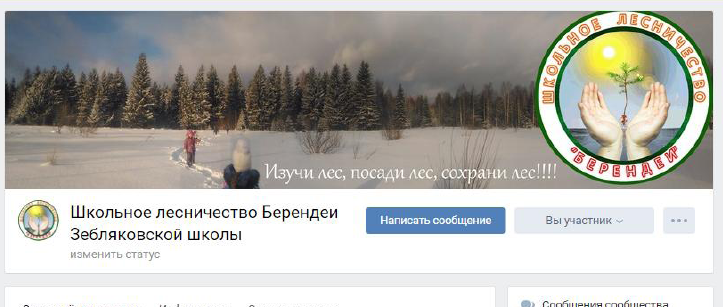 ШКОЛЬНОЕ ЛЕСНИЧЕСТВО
"БЕРЕНДЕИ"
Изучи лес, посади лес, сохрани лес!!!!
Школьное лесничество Берендеи
Зебляковской школы
изменить статус
Написать сообщение
Вы участник
Сообщения сообщества